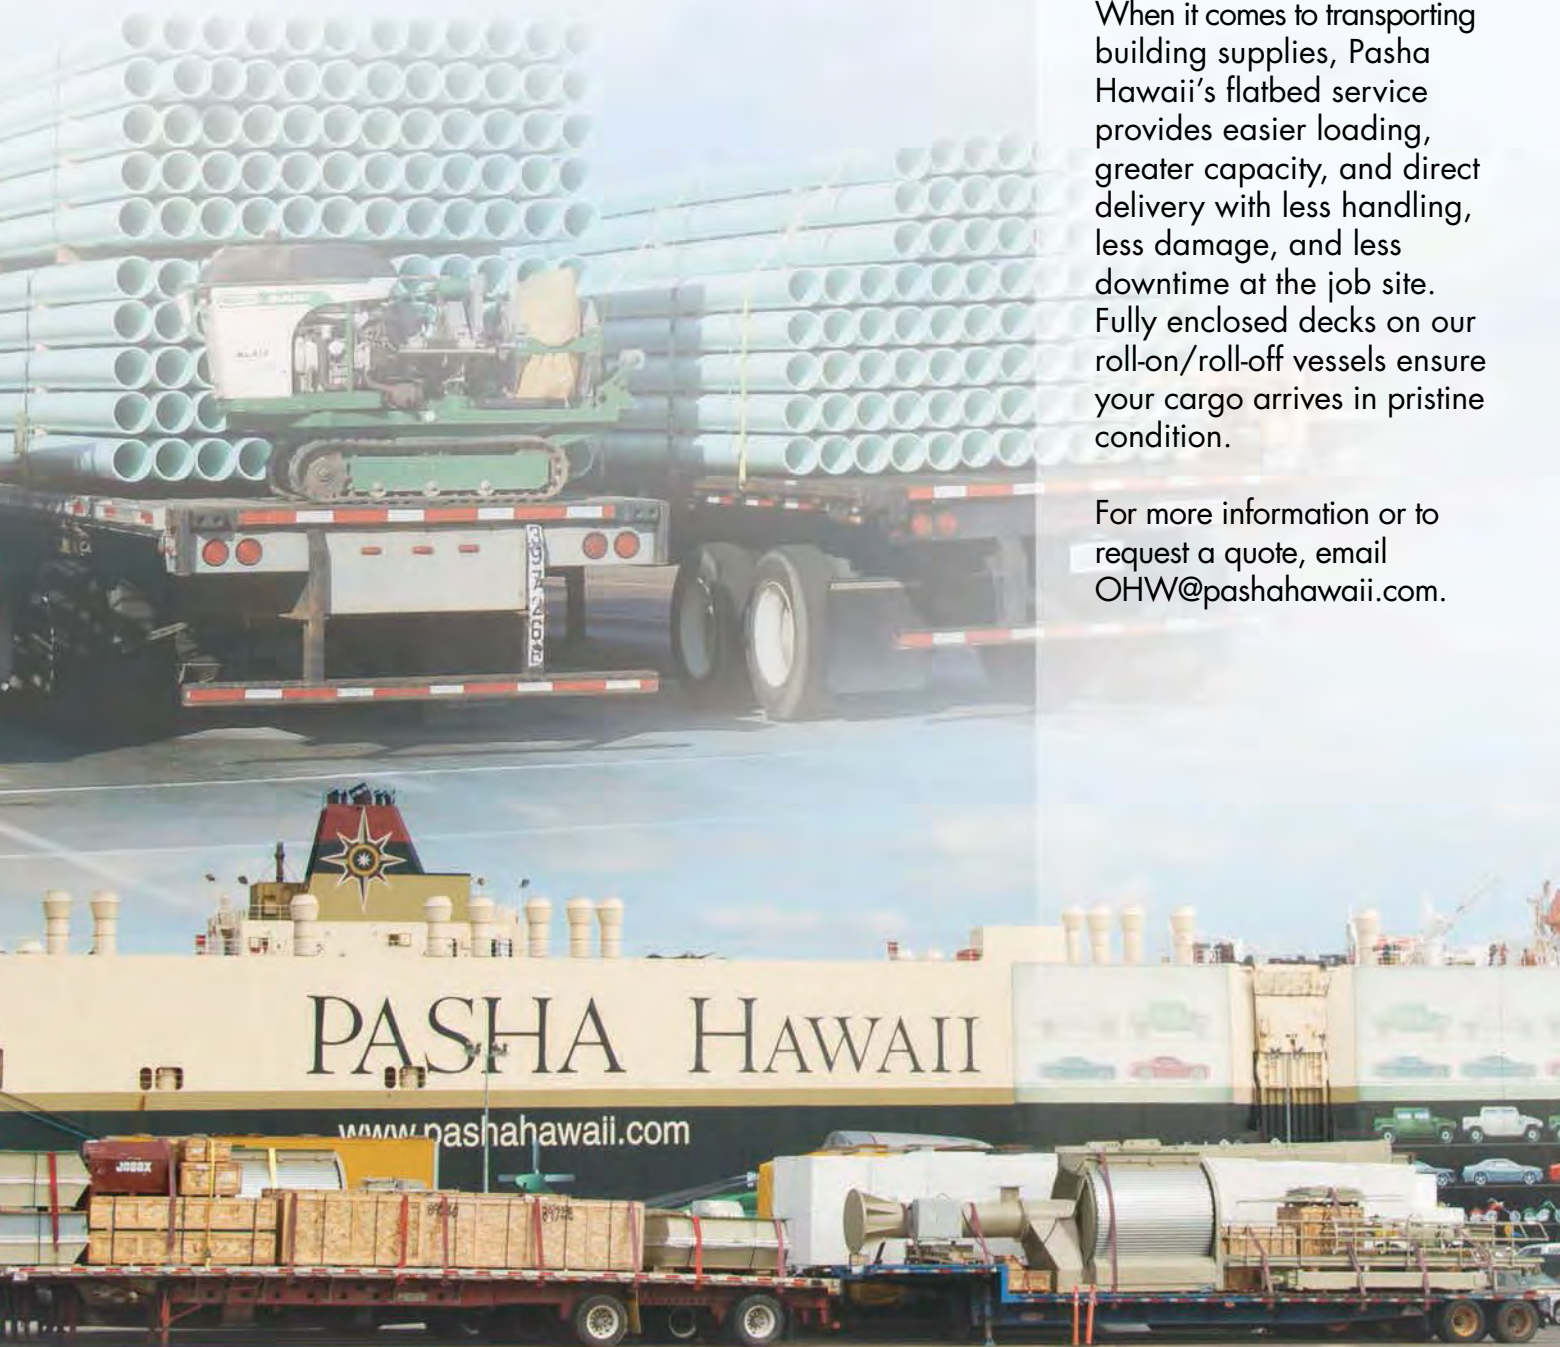 When it comes to transporting
building supplies, Pasha
Hawaii’s flatbed service
provides easier loading,
greater capacity, and direct
delivery with less handling,
less damage, and less
downtime at the job site.
Fully enclosed decks on our
roll-on/roll-off vessels ensure
your cargo arrives in pristine
condition.
For more information or to
request a quote, email
OHW@pashahawaii.com.
PASHA HAWAII
www.pashahawaii.com
JOBOX